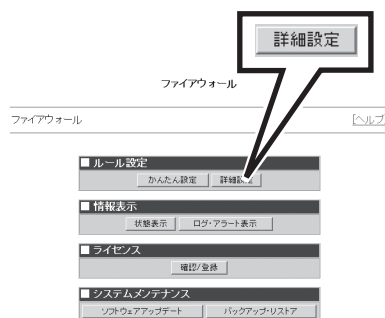 詳細設定
ファイアウォール
ファイアウォール
[ヘルプ
■ルール設定
かんたん設定 詳細設定
■情報表示
状態表示 ログ・アラート表示
■ライセンス
確認/登録
■システムメンテナンス
ソフトウェアアップデート バックアップ・リストア